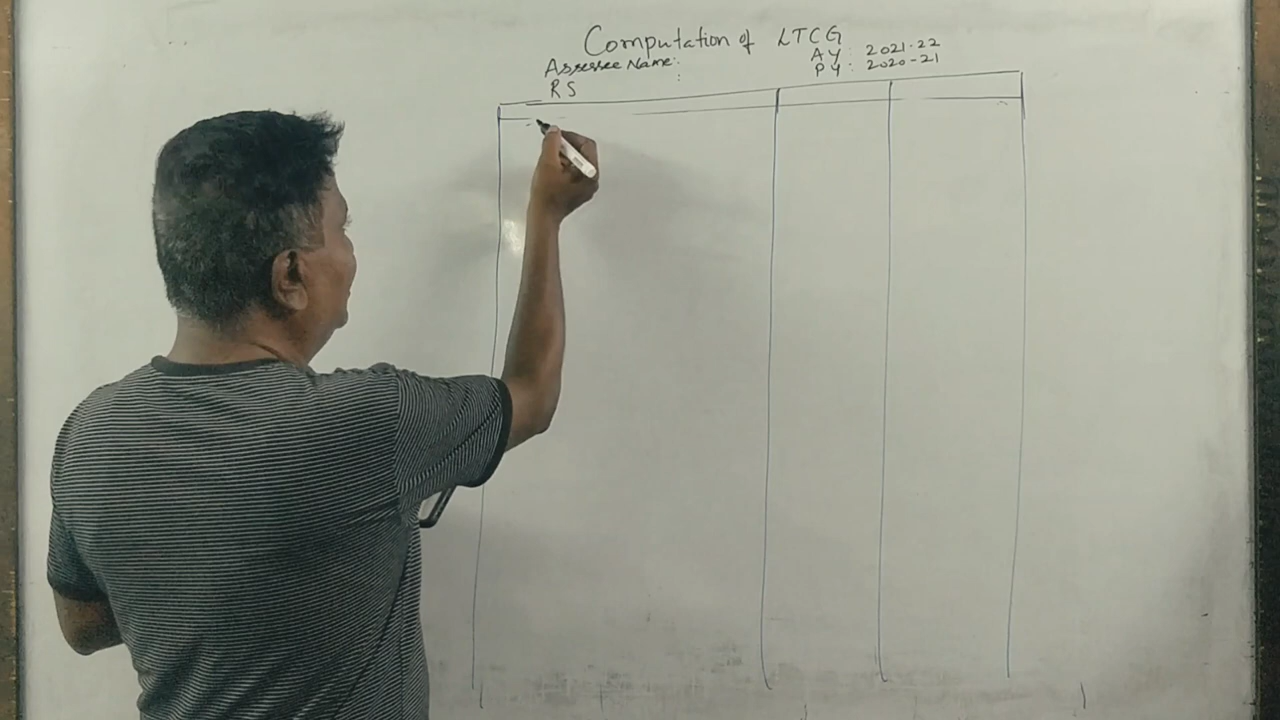 Computation of LTCG
Assessee Name: AY: 2021-22
: PY: 2020-21
RS